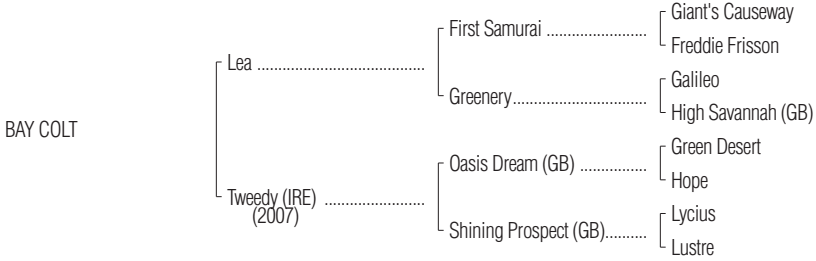 Giant's Causeway
First Samurai ........................
Freddie Frisson
Lea ........................................
Galileo
Greenery................................
High Savannah (GB)
BAY COLT
Green Desert
Oasis Dream (GB) ................
Hope
Tweedy (IRE) ........................
(2007)
Lycius
Shining Prospect (GB)..........
Lustre